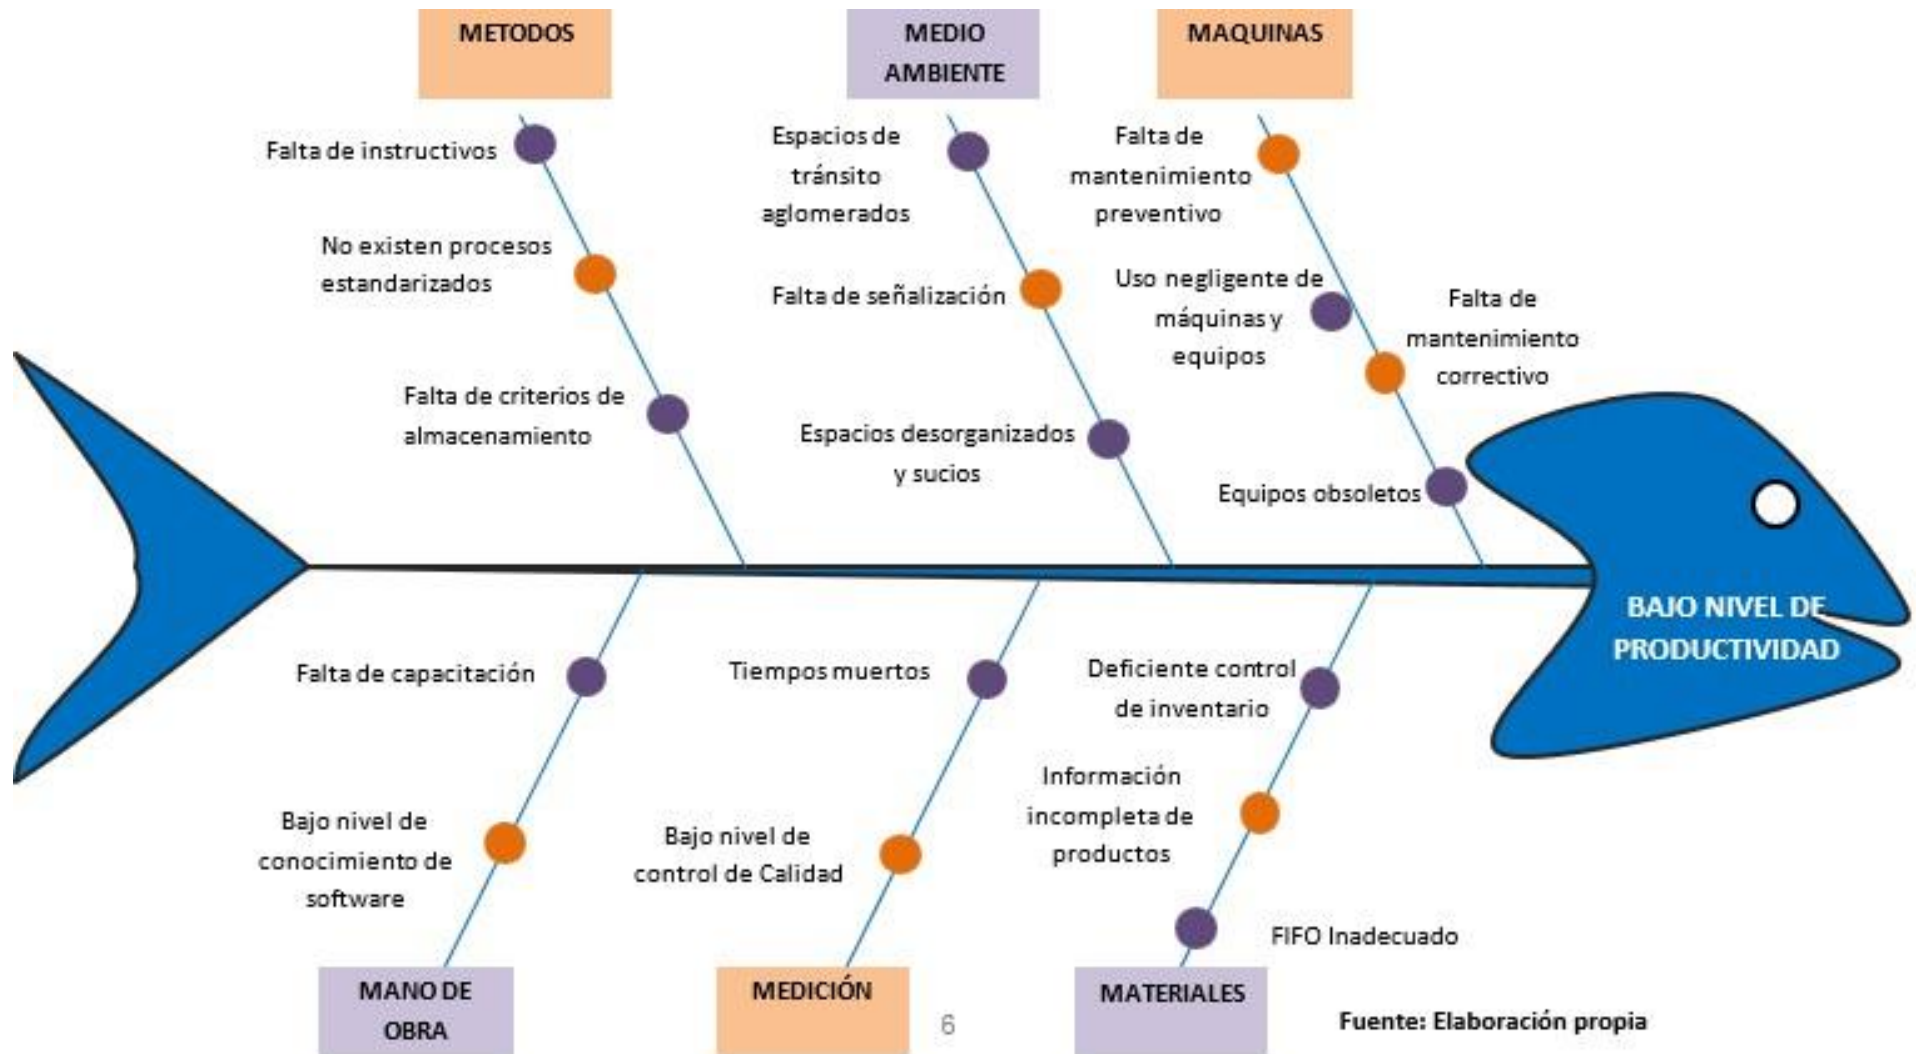 METODOS
MEDIO
AMBIENTE
MAQUINAS
Falta de instructivos
No existen procesos
estandarizados
Falta de criterios de
almacenamiento
Espacios de
tránsito
aglomerados
Falta de señalización
Espacios desorganizados
y sucios
Falta de
mantenimiento
preventivo
Uso negligente de
máquinas y
equipos
Falta de
mantenimiento
correctivo
Equipos obsoletos
BAJO NIVEL DE
PRODUCTIVIDAD
Falta de capacitación
Bajo nivel de
conocimiento de
software
Tiempos muertos
Bajo nivel de
control de Calidad
Deficiente control
de inventario
Información
incompleta de
productos
FIFO Inadecuado
MANO DE
OBRA
MEDICIÓN
MATERIALES
6
Fuente: Elaboración propia